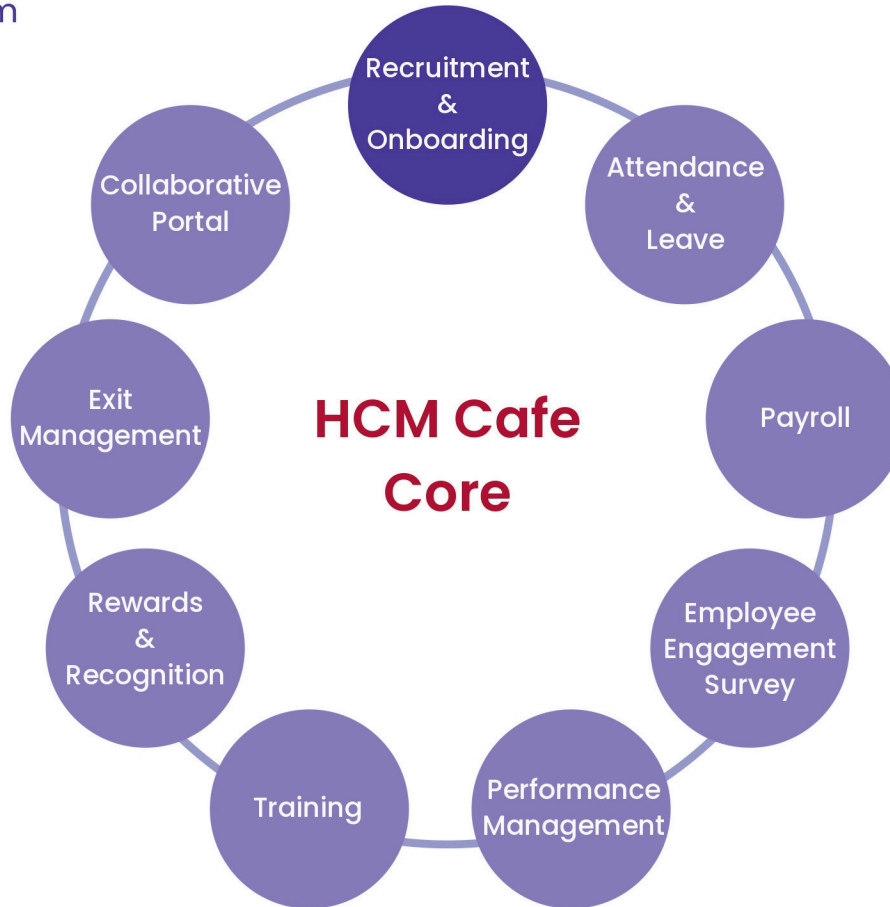 m
Recruitment
&
Onboarding
Attendance
&
Leave
Payroll
Employee
Engagement
Survey
Performance
Management
Training
Rewards
&
Recognition
Exit
Management
Collaborative
Portal
HCM Cafe
Core